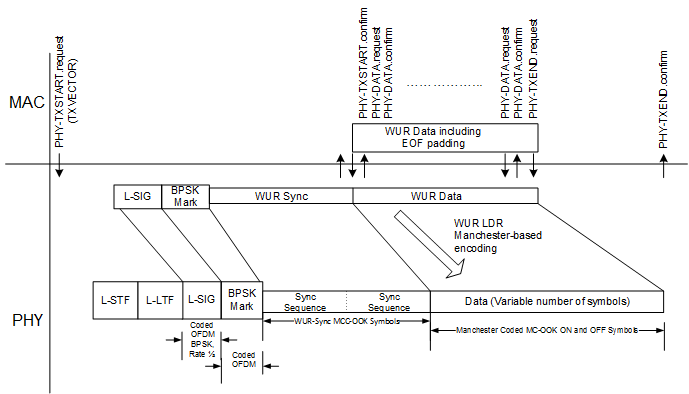 PHY-TXSTART.request
(TXVECTOR)
PHY-TXSTART.confirm
PHY-DATA.request
PHY-DATA.confirm
PHY-DATA.request
PHY-DATA.confirm
PHY-TXEND.request
PHY-TXEND.confirm
MAC
WUR Data including
EOF padding
L-SIG
BPSK
Mark
WUR Sync
WUR Data
WUR LDR
Manchester-based
encoding
PHY
L-STF
L-LTF
L-SIG
BPSK
Mark
Sync
Sequence
Sync
Sequence
Data (Variable number of symbols)
Coded
OFDM
BPSK,
Rate ½
Coded
OFDM
WUR-Sync MCC-OOK Symbols
Manchester Coded MC-OOK ON and OFF Symbols